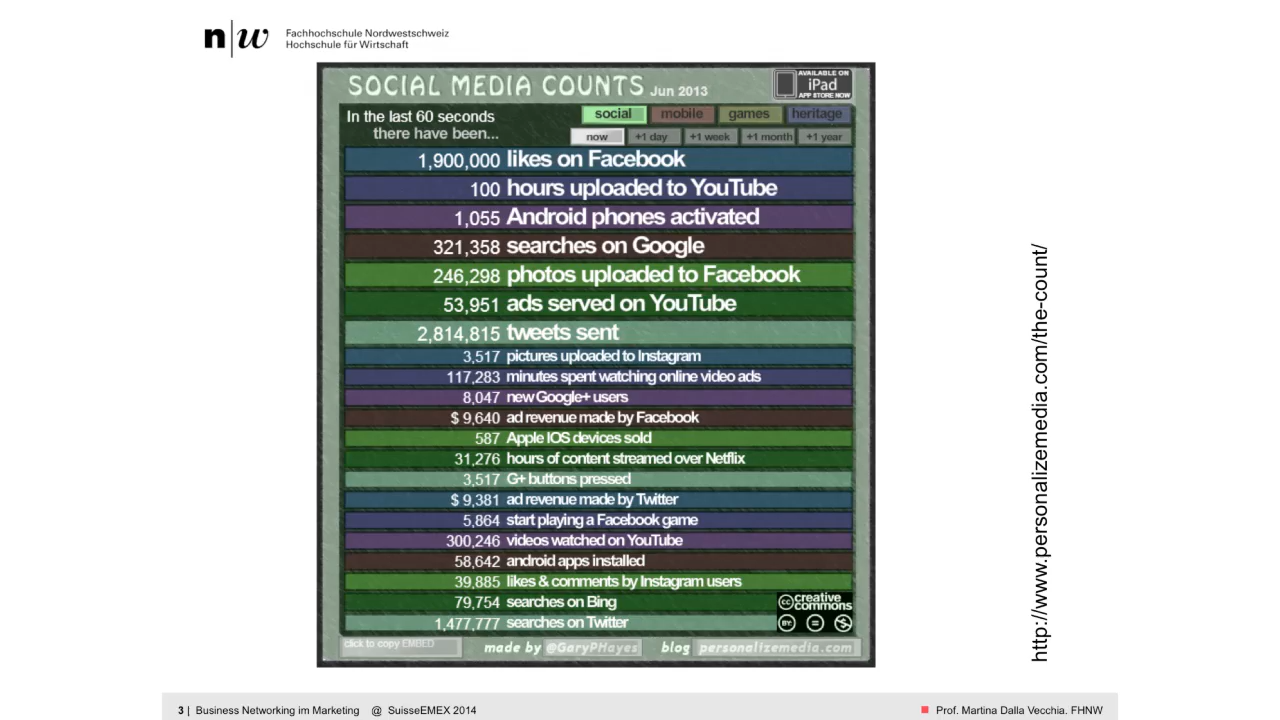 n|w Fachhochschule Nordwestschweiz
Hochschule für Wirtschaft
SOCIAL MEDIA COUNTS Jun 2013
AVAILABLE ON
iPad
APP STORE NOW
In the last 60 seconds
there have been...
social mobile games heritage
now +1 day +1 week +1 month +1 year
1,900,000 likes on Facebook
100 hours uploaded to YouTube
1,055 Android phones activated
321,358 searches on Google
246,298 photos uploaded to Facebook
53,951 ads served on YouTube
2,814,815 tweets sent
3,517 pictures uploaded to Instagram
117,283 minutes spent watching online video ads
8,047 new Google+ users
$ 9,640 ad revenue made by Facebook
587 Apple IOS devices sold
31,276 hours of content streamed over Netflix
3,517 G+ buttons pressed
$ 9,381 ad revenue made by Twitter
5,864 start playing a Facebook game
300,246 videos watched on YouTube
58,642 android apps installed
39,885 likes & comments by Instagram users
79,754 searches on Bing
1,477,777 searches on Twitter
cc creative commons
BY:
click to copy EMBED
made by @GaryPHayes blog personalizemedia.com
http://www.personalizemedia.com/the-count/
3 | Business Networking im Marketing @ SuisseEMEX 2014
Prof. Martina Dalla Vecchia. FHNW